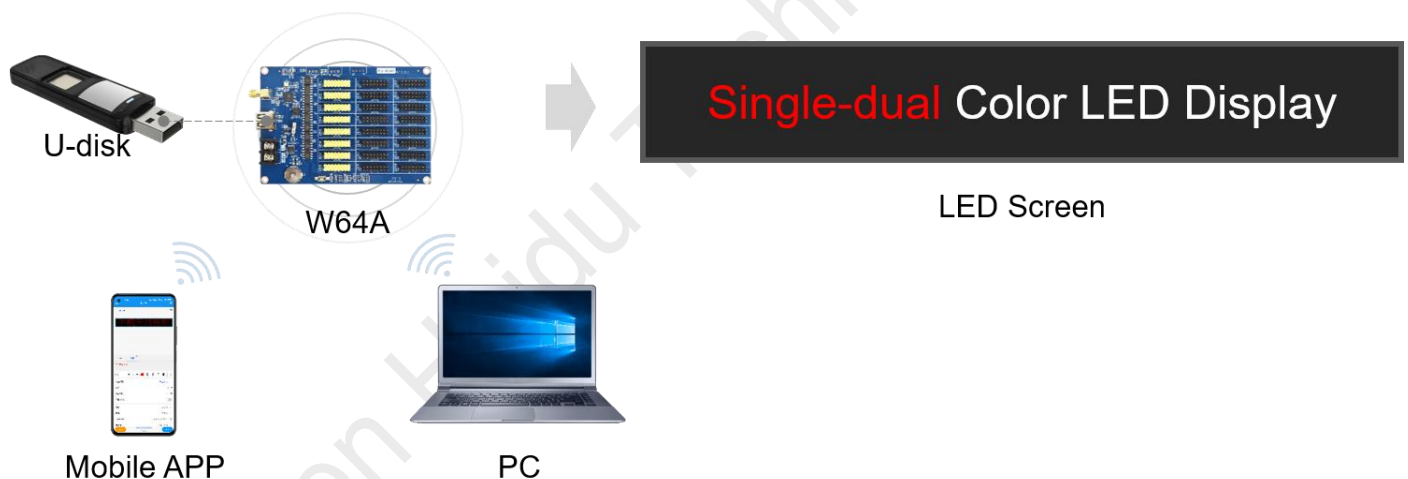 U-disk
W64A
Single-dual Color LED Display
LED Screen
Mobile APP
PC